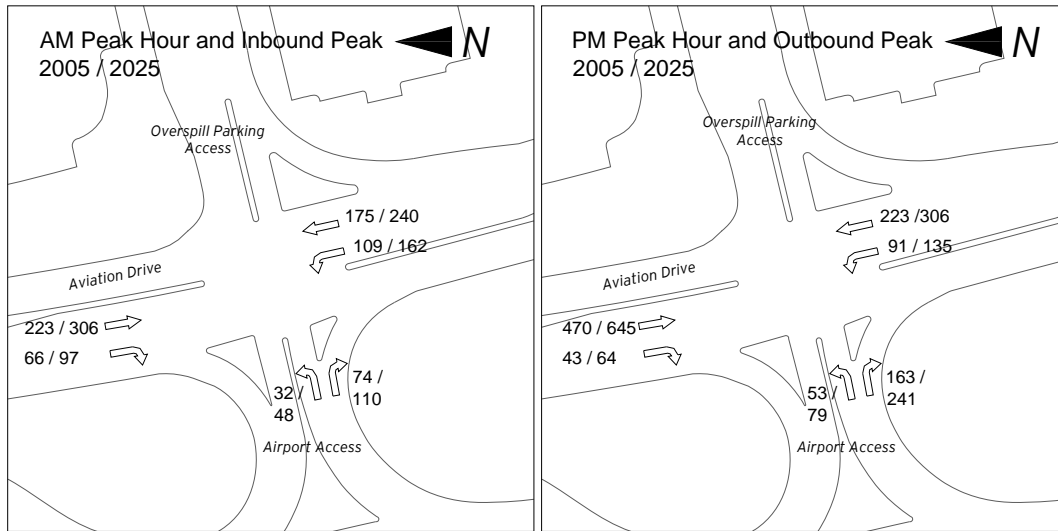 AM Peak Hour and Inbound Peak N
2005 / 2025
Overspill Parking
Access
175 / 240
109 / 162
Aviation Drive
223 / 306
66 / 97
32 /
48
74 /
110
Airport Access
PM Peak Hour and Outbound Peak N
2005 / 2025
Overspill Parking
Access
223 /306
91 / 135
Aviation Drive
470 / 645
43 / 64
53 /
79
163 /
241
Airport Access